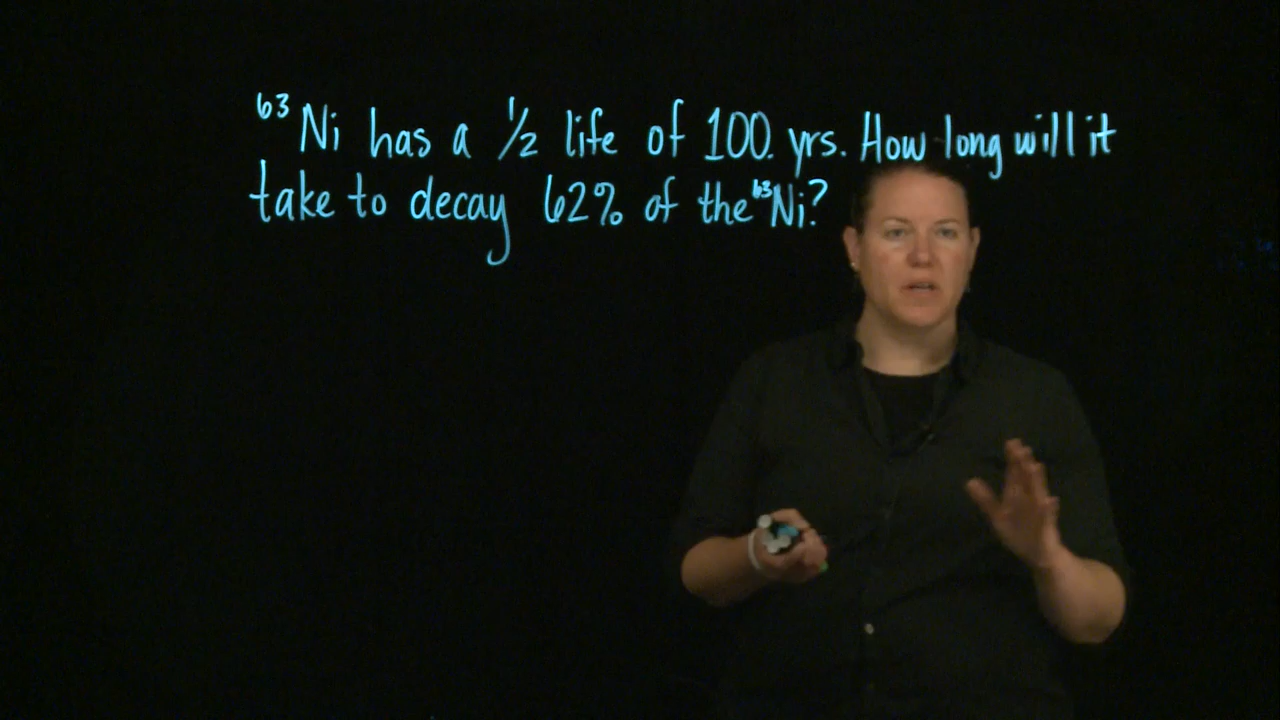 ⁶³Ni has a ½ life of 100. yrs. How long will it
take to decay 62% of the ⁶³Ni?